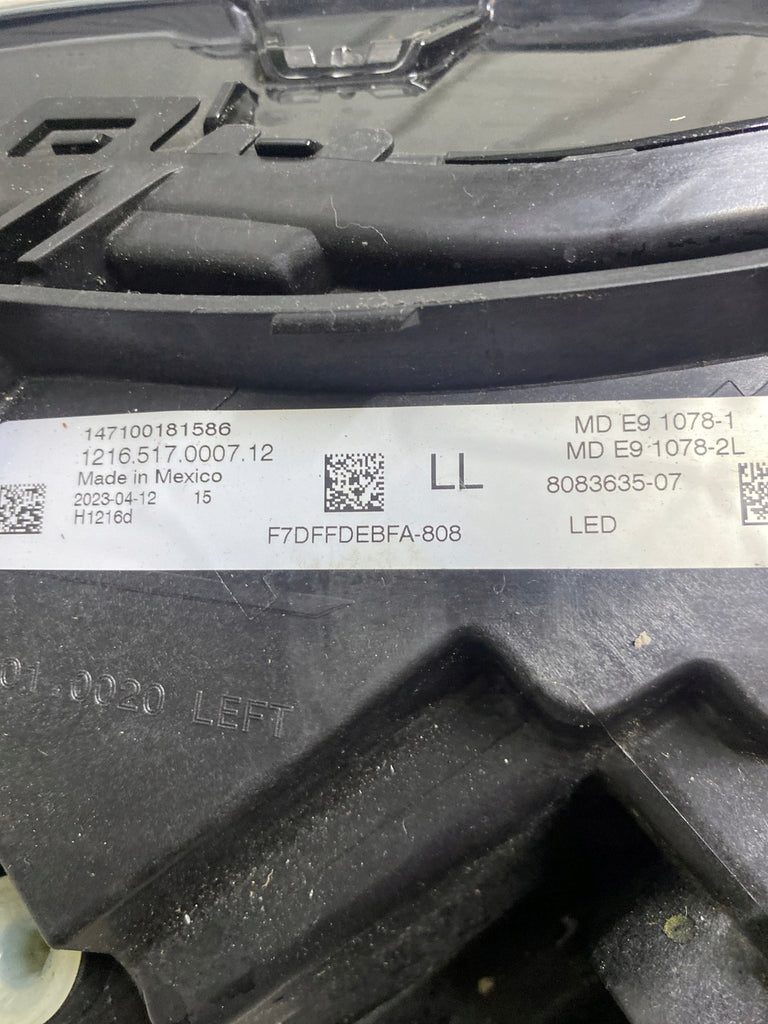 147100181586
1216.517.0007.12
Made in Mexico
2023-04-12 15
H1216d
F7DFFDEBFA-808
LL
MD E9 1078-1
MD E9 1078-2L
8083635-07
LED
01.0020 LEFT